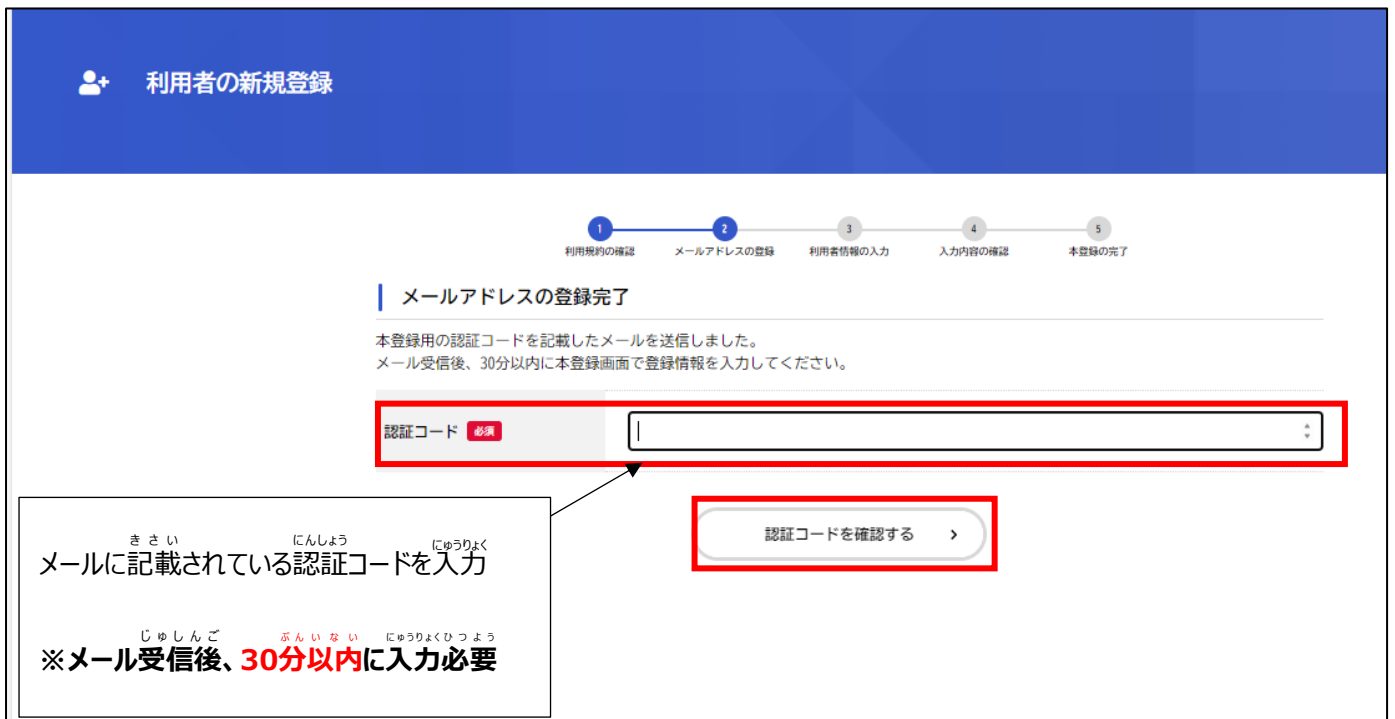 利用者の新規登録
1 2 3 4 5
利用規約の確認 メールアドレスの登録 利用者情報の入力 入力内容の確認 本登録の完了
メールアドレスの登録完了
本登録用の認証コードを記載したメールを送信しました。
メール受信後、30分以内に本登録画面で登録情報を入力してください。
認証コード 必須
認証コードを確認する
きさい にんしょう にゅうりょく
メールに記載されている認証コードを入力
じゅしんご ぶんいない にゅうりょくひつよう
※メール受信後、30分以内に入力必要